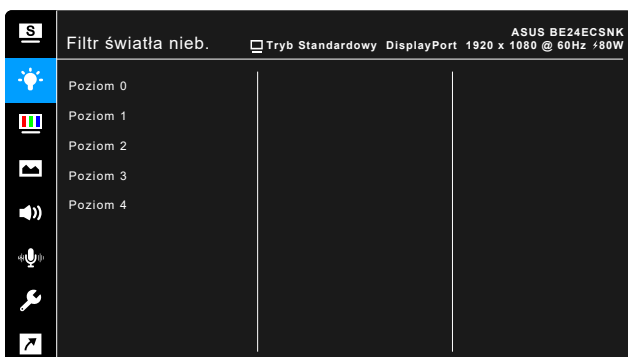 S
ASUS BE24ECSNK
Filtr światła nieb.
Tryb Standardowy DisplayPort 1920 x 1080 @ 60Hz ⚡80W
Poziom 0
Poziom 1
Poziom 2
Poziom 3
Poziom 4